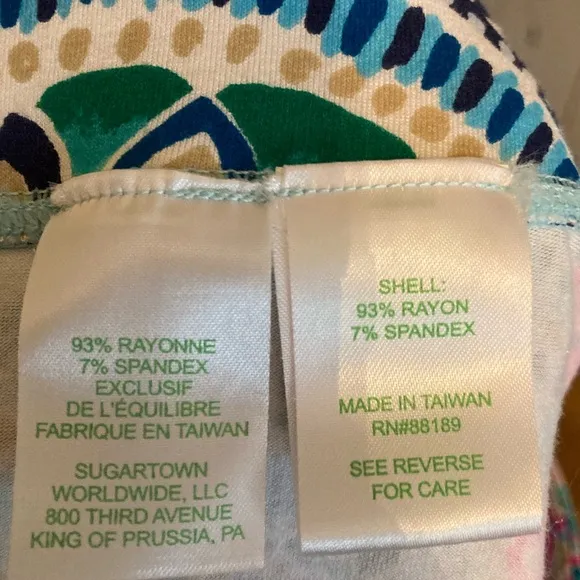 93% RAYONNE
7% SPANDEX
EXCLUSIF
DE L'ÉQUILIBRE
FABRIQUE EN TAIWAN
SUGARTOWN
WORLDWIDE, LLC
800 THIRD AVENUE
KING OF PRUSSIA, PA
SHELL:
93% RAYON
7% SPANDEX
MADE IN TAIWAN
RN#88189
SEE REVERSE
FOR CARE